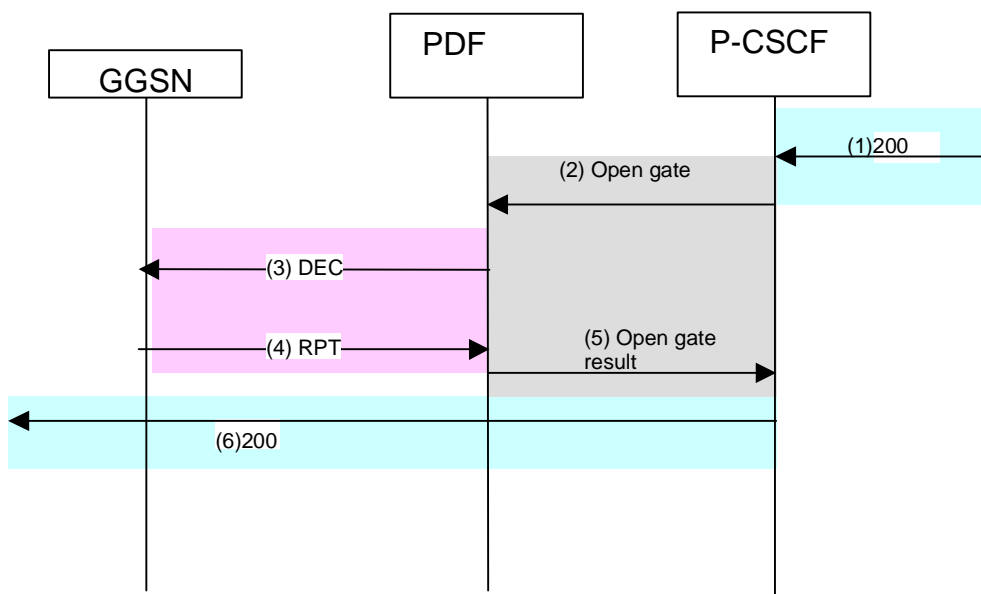 GGSN
PDF
P-CSCF
(1)200
(2) Open gate
(3) DEC
(4) RPT
(5) Open gate
result
(6)200